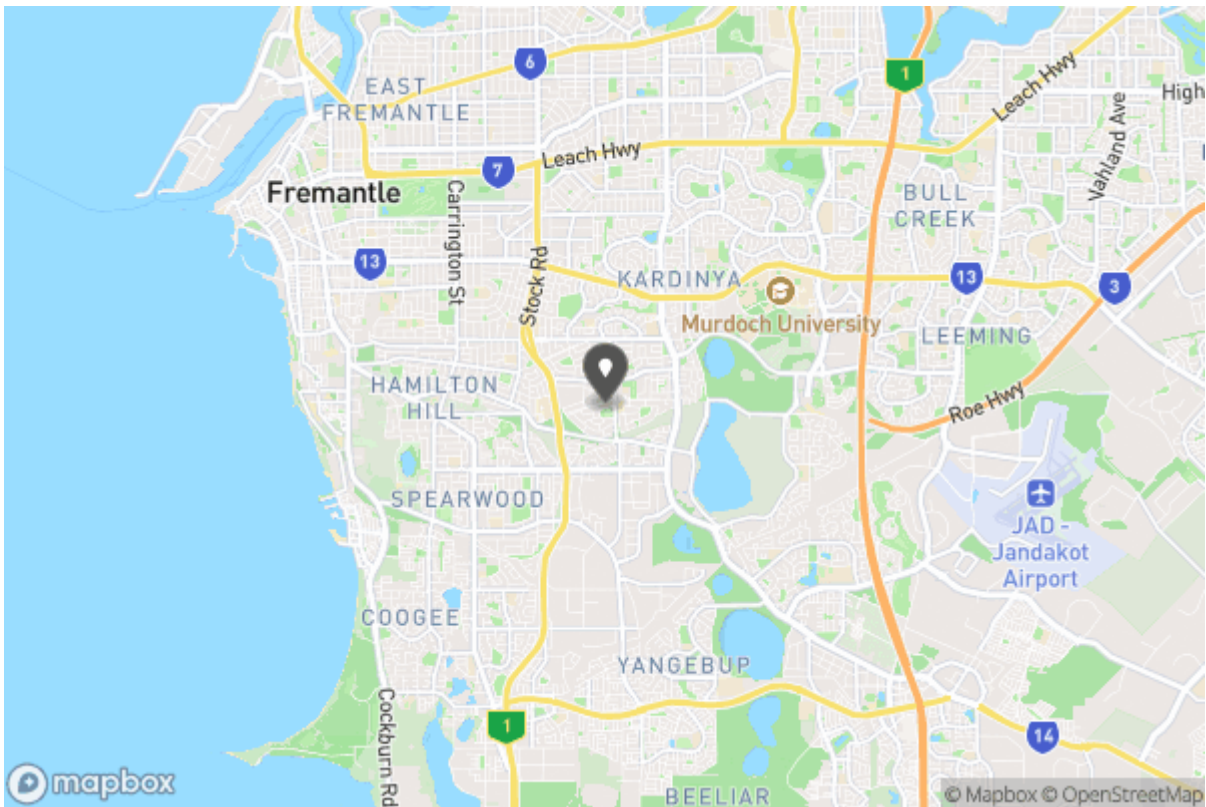 6
EAST
FREMANTLE
1
Leach Hwy
High
Leach Hwy
7
Vahland Ave
Fremantle
Carrington St
BULL
CREEK
13
Stock Rd
KARDINYA
13
3
Murdoch University
LEEMING
HAMILTON
HILL
Roe Hwy
SPEARWOOD
JAD -
Jandakot
Airport
COOGEE
YANGEBUP
Cockburn Rd
1
14
mapbox
BEELIAR
© Mapbox © OpenStreetMap